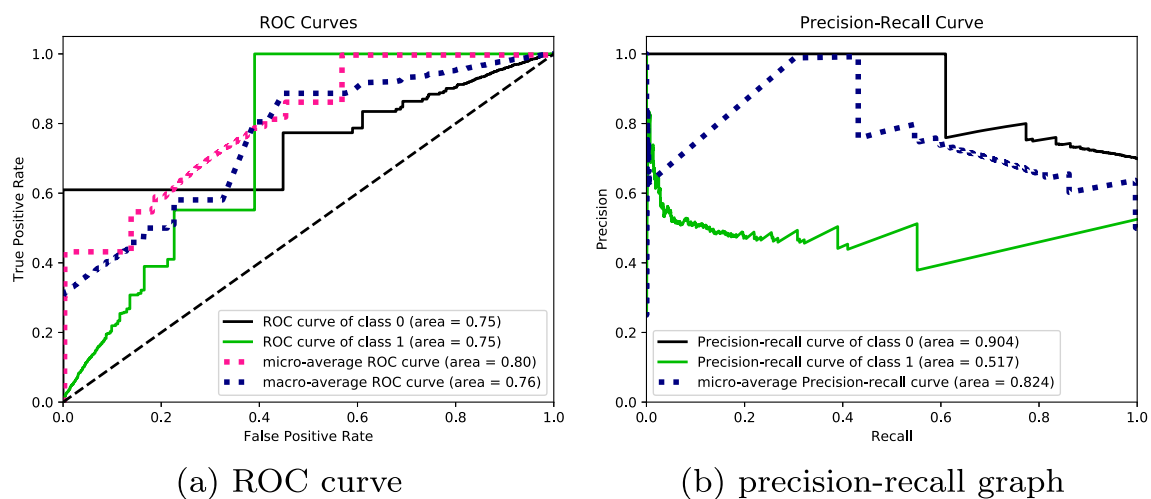 ROC Curves
1.0
0.8
0.6
0.4
0.2
0.0
True Positive Rate
ROC curve of class 0 (area = 0.75)
ROC curve of class 1 (area = 0.75)
micro-average ROC curve (area = 0.80)
macro-average ROC curve (area = 0.76)
0.0 0.2 0.4 0.6 0.8 1.0
False Positive Rate
(a) ROC curve
Precision-Recall Curve
1.0
0.8
0.6
0.4
0.2
0.0
Precision
Precision-recall curve of class 0 (area = 0.904)
Precision-recall curve of class 1 (area = 0.517)
micro-average Precision-recall curve (area = 0.824)
0.0 0.2 0.4 0.6 0.8 1.0
Recall
(b) precision-recall graph